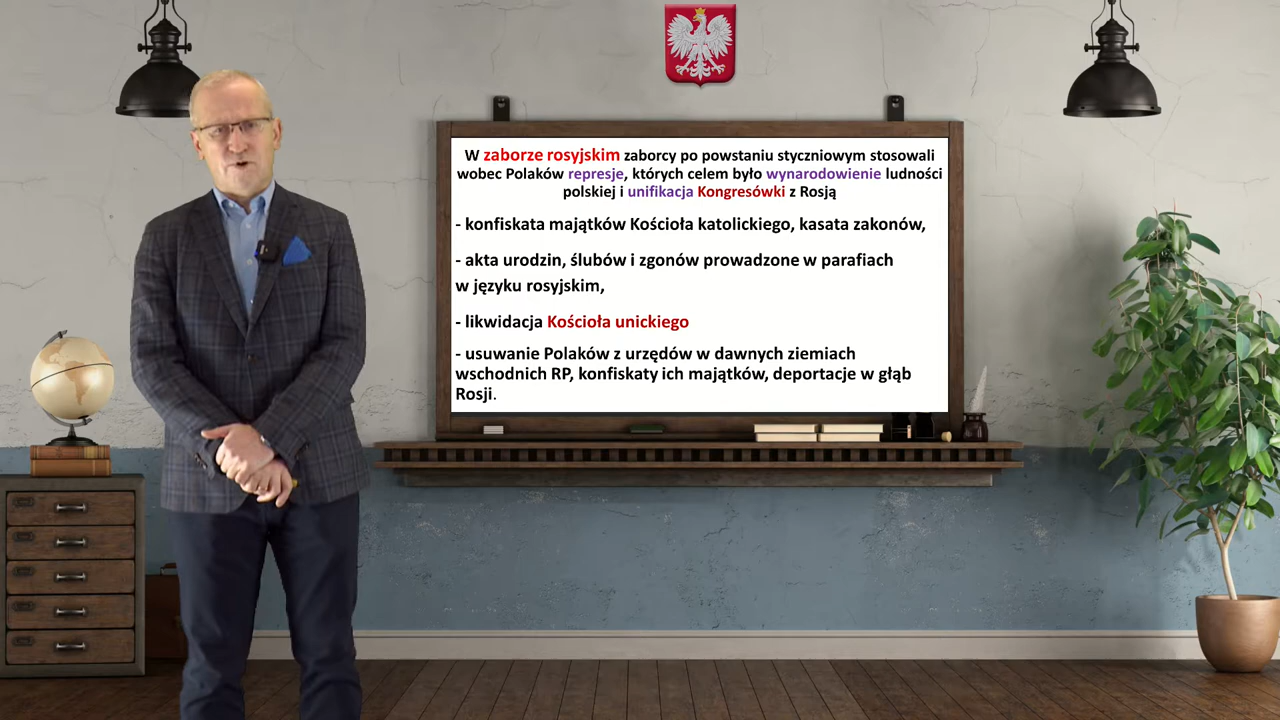 W zaborze rosyjskim zaborcy po powstaniu styczniowym stosowali
wobec Polaków represje, których celem było wynarodowienie ludności
polskiej i unifikacja Kongresówki z Rosją
- konfiskata majątków Kościoła katolickiego, kasata zakonów,
- akta urodzin, ślubów i zgonów prowadzone w parafiach
w języku rosyjskim,
- likwidacja Kościoła unickiego
- usuwanie Polaków z urzędów w dawnych ziemiach
wschodnich RP, konfiskaty ich majątków, deportacje w głąb
Rosji.